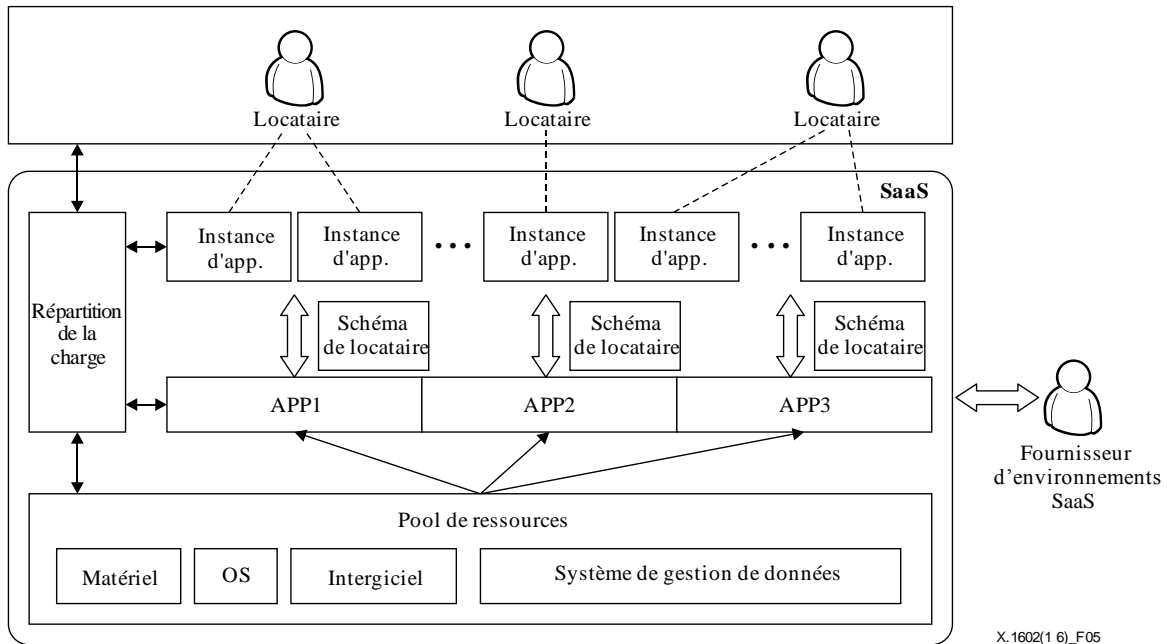 Locataire
Locataire
Locataire
SaaS
Instance
d'app.
Instance
d'app.
...
Instance
d'app.
Instance
d'app.
...
Instance
d'app.
Répartition
de la
charge
Schéma
de locataire
Schéma
de locataire
Schéma
de locataire
APP1
APP2
APP3
Fournisseur
d'environnements
SaaS
Pool de ressources
Matériel
OS
Intergiciel
Système de gestion de données
X.1602(1 6)_F05